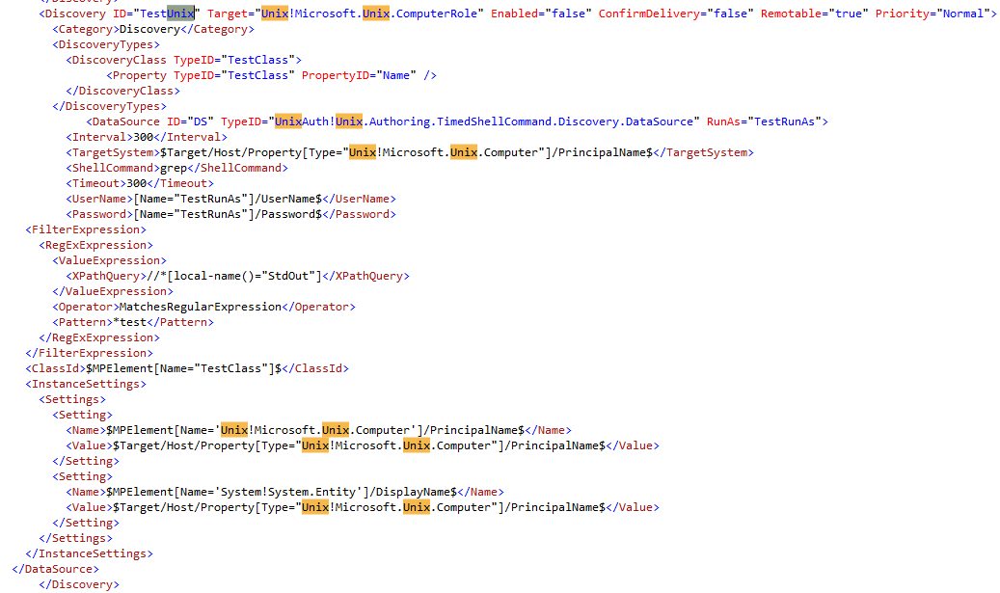 </Discovery>
<Discovery ID="TestUnix" Target="Unix!Microsoft.Unix.ComputerRole" Enabled="false" ConfirmDelivery="false" Remotable="true" Priority="Normal">
<Category>Discovery</Category>
<DiscoveryTypes>
<DiscoveryClass TypeID="TestClass">
<Property TypeID="TestClass" PropertyID="Name" />
</DiscoveryClass>
</DiscoveryTypes>
<DataSource ID="DS" TypeID="UnixAuth!Unix.Authoring.TimedShellCommand.Discovery.DataSource" RunAs="TestRunAs">
<Interval>300</Interval>
<TargetSystem>$Target/Host/Property[Type="Unix!Microsoft.Unix.Computer"]/PrincipalName$</TargetSystem>
<ShellCommand>grep</ShellCommand>
<Timeout>300</Timeout>
<UserName>[Name="TestRunAs"]/UserName$</UserName>
<Password>[Name="TestRunAs"]/Password$</Password>
<FilterExpression>
<RegExExpression>
<ValueExpression>
<XPathQuery>//*[local-name()="StdOut"]</XPathQuery>
</ValueExpression>
<Operator>MatchesRegularExpression</Operator>
<Pattern>*test</Pattern>
</RegExExpression>
</FilterExpression>
<ClassId>$MPElement[Name="TestClass"]$</ClassId>
<InstanceSettings>
<Settings>
<Setting>
<Name>$MPElement[Name='Unix!Microsoft.Unix.Computer']/PrincipalName$</Name>
<Value>$Target/Host/Property[Type="Unix!Microsoft.Unix.Computer"]/PrincipalName$</Value>
</Setting>
<Setting>
<Name>$MPElement[Name='System!System.Entity']/DisplayName$</Name>
<Value>$Target/Host/Property[Type="Unix!Microsoft.Unix.Computer"]/PrincipalName$</Value>
</Setting>
</Settings>
</InstanceSettings>
</DataSource>
</Discovery>